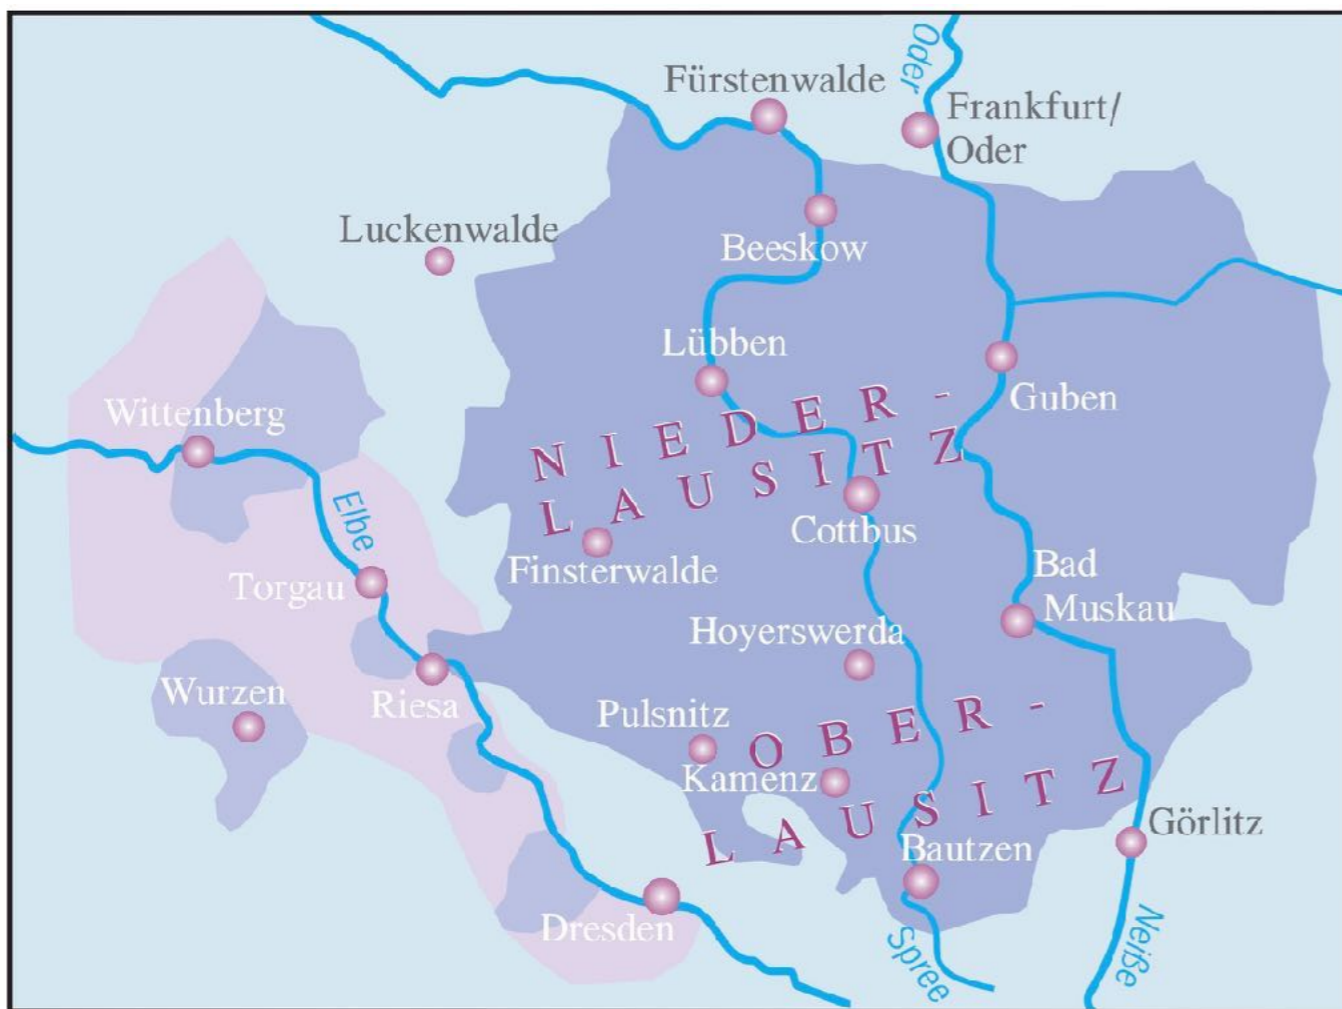 Oder
Fürstenwalde
Frankfurt/
Oder
Luckenwalde
Beeskow
Lübben
Guben
Wittenberg
NIEDER-
LAUSITZ
Elbe
Cottbus
Finsterwalde
Torgau
Bad
Muskau
Hoyerswerda
Wurzen
Riesa
Pulsnitz
OBER-
Kamenz
LAUSITZ
Görlitz
Bautzen
Dresden
Spree
Neiße